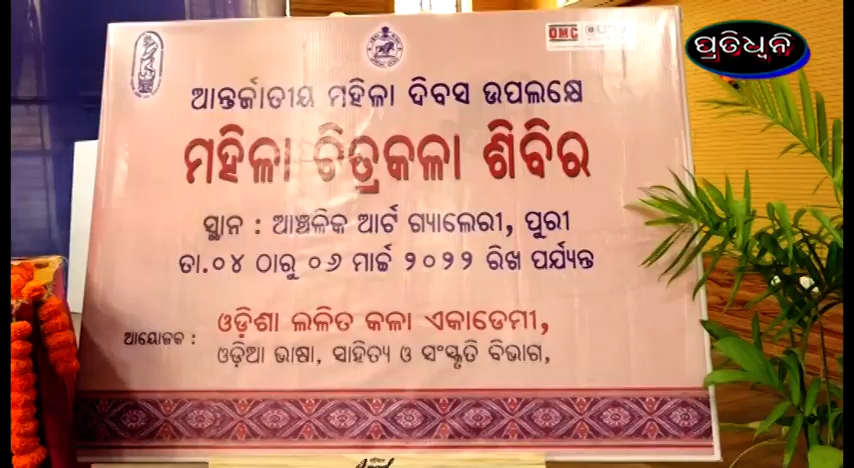 OMC
ପ୍ରତିଧ୍ୱନି
ଆନ୍ତର୍ଜାତୀୟ ମହିଳା ଦିବସ ଉପଲକ୍ଷେ
ମହିଳା ଚିତ୍ରକଳା ଶିବିର
ସ୍ଥାନ : ଆଞ୍ଚଳିକ ଆର୍ଟ ଗ୍ୟାଲେରୀ, ପୁରୀ
ତା.୦୪ ଠାରୁ ୦୬ ମାର୍ଚ୍ଚ ୨୦୨୨ ରିଖ ପର୍ଯ୍ୟନ୍ତ
ଆୟୋଜକ : ଓଡ଼ିଶା ଲଳିତ କଳା ଏକାଡେମୀ,
ଓଡ଼ିଆ ଭାଷା, ସାହିତ୍ୟ ଓ ସଂସ୍କୃତି ବିଭାଗ,